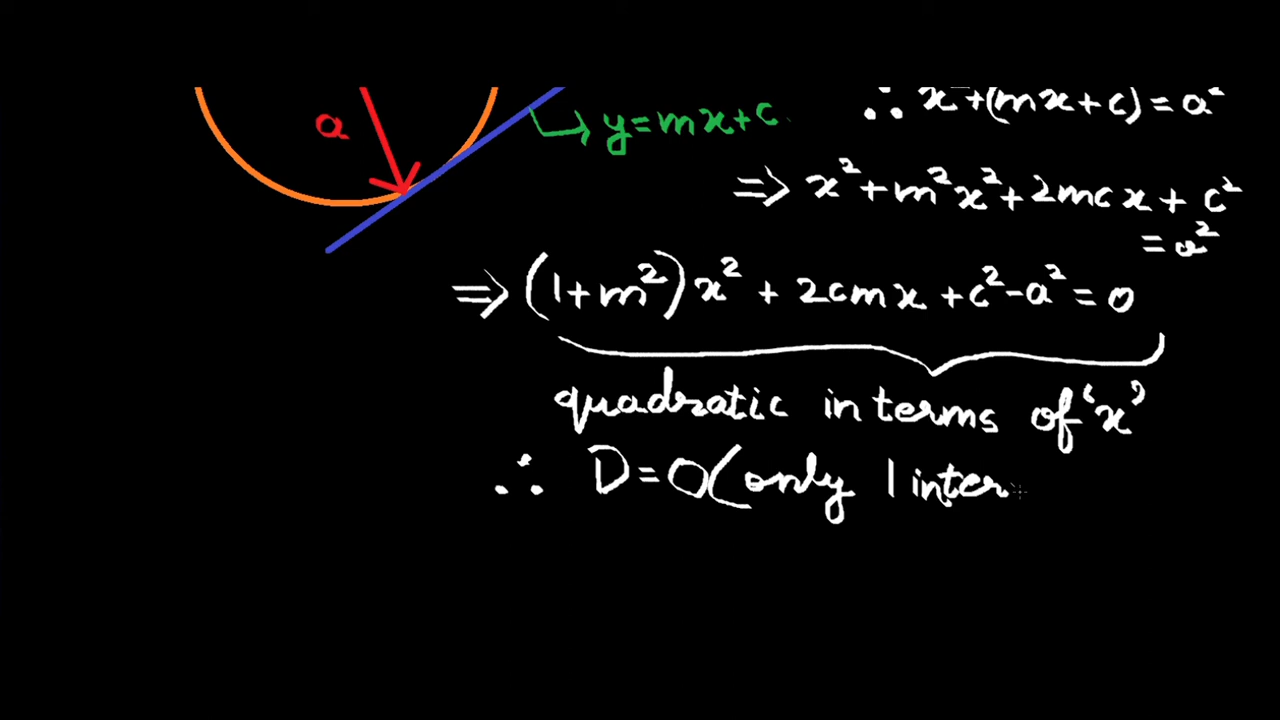 ∴ x²+(mx+c)=a²
a
y=mx+c
=> x²+m²x²+2mcx+c²
=a²
=> (1+m²)x²+2cmx+c²-a²=0
quadratic in terms of 'x'
∴ D=0(only 1 inter